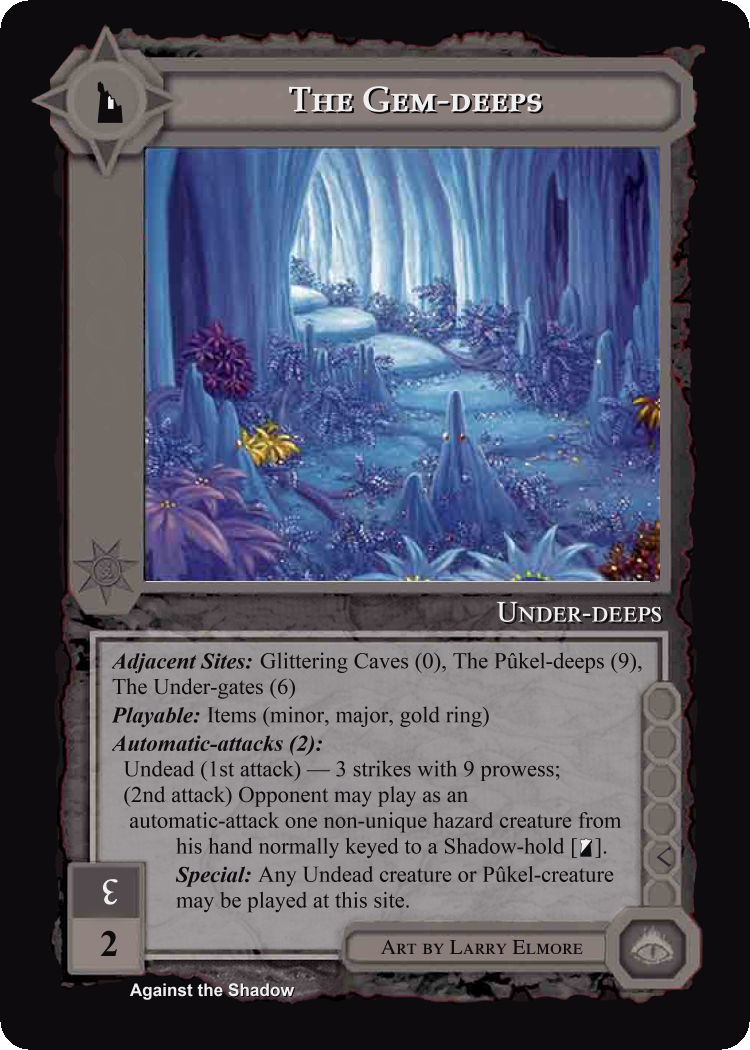 The Gem-deeps
Under-deeps
Adjacent Sites: Glittering Caves (0), The Pûkel-deeps (9),
The Under-gates (6)
Playable: Items (minor, major, gold ring)
Automatic-attacks (2):
Undead (1st attack) — 3 strikes with 9 prowess;
(2nd attack) Opponent may play as an
automatic-attack one non-unique hazard creature from
his hand normally keyed to a Shadow-hold [ ].
Special: Any Undead creature or Pûkel-creature
may be played at this site.
3
2
Art by Larry Elmore
Against the Shadow